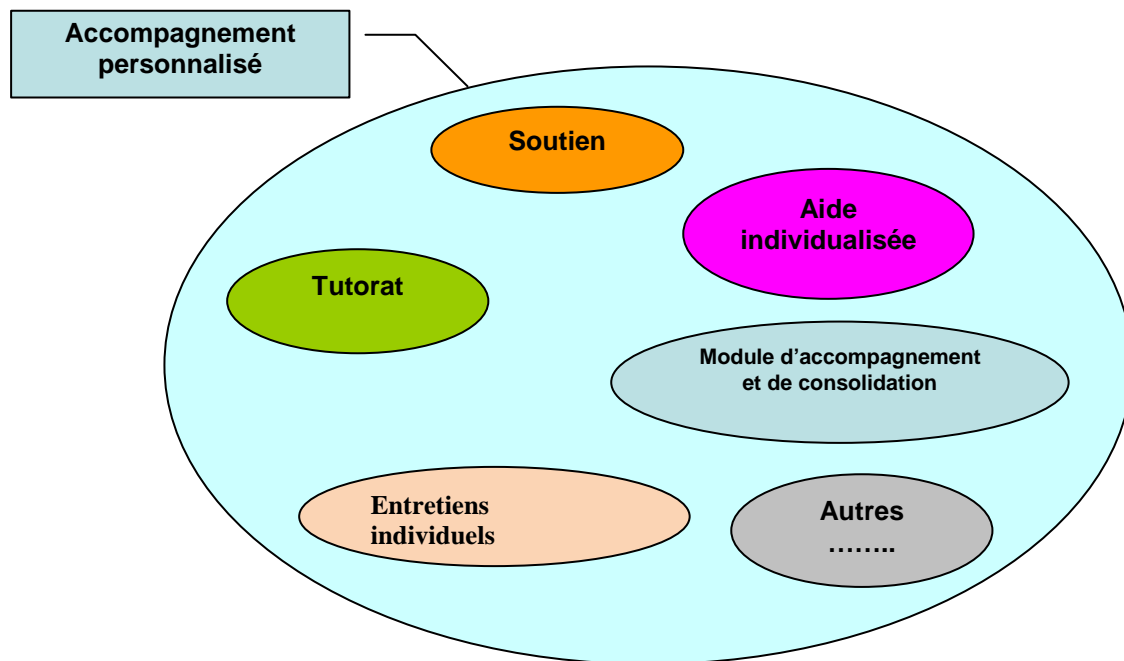 Accompagnement
personnalisé
Soutien
Aide
individualisée
Tutorat
Module d’accompagnement
et de consolidation
Entretiens
individuels
Autres
……..